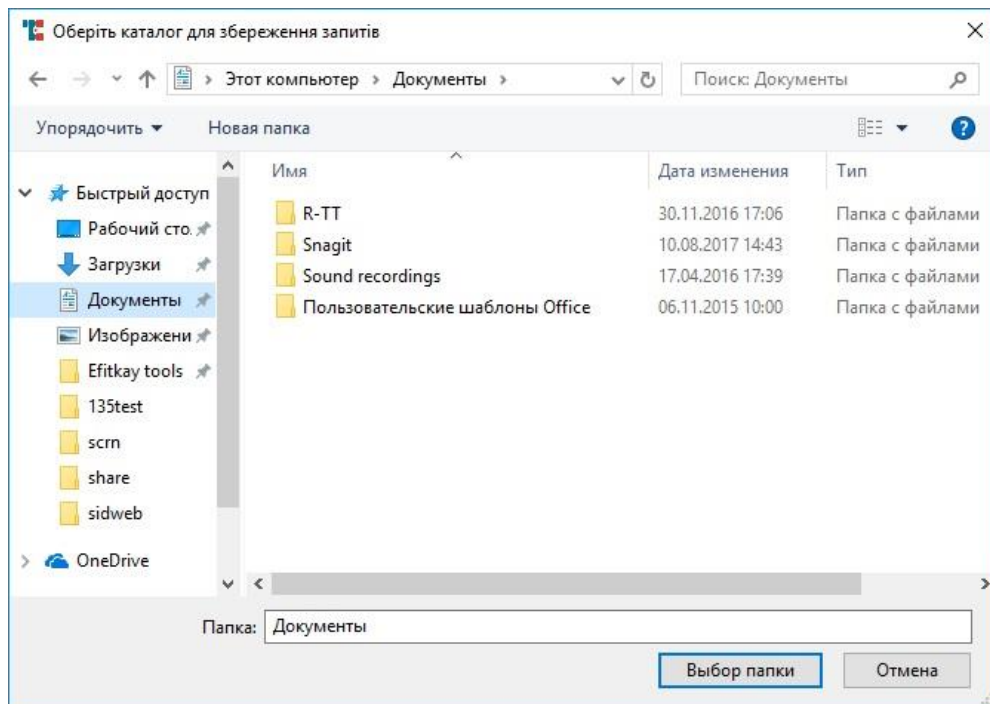 Оберіть каталог для збереження запитів
Этот компьютер > Документы >
Поиск: Документы
Упорядочить
Новая папка
Имя
Дата изменения
Тип
Быстрый доступ
Рабочий сто.
Загрузки
Документы
Изображени
Efitkay tools
135test
scrn
share
sidweb
OneDrive
R-TT 30.11.2016 17:06 Папка с файлами
Snagit 10.08.2017 14:43 Папка с файлами
Sound recordings 17.04.2016 17:39 Папка с файлами
Пользовательские шаблоны Office 06.11.2015 10:00 Папка с файлами
Папка: Документы
Выбор папки
Отмена